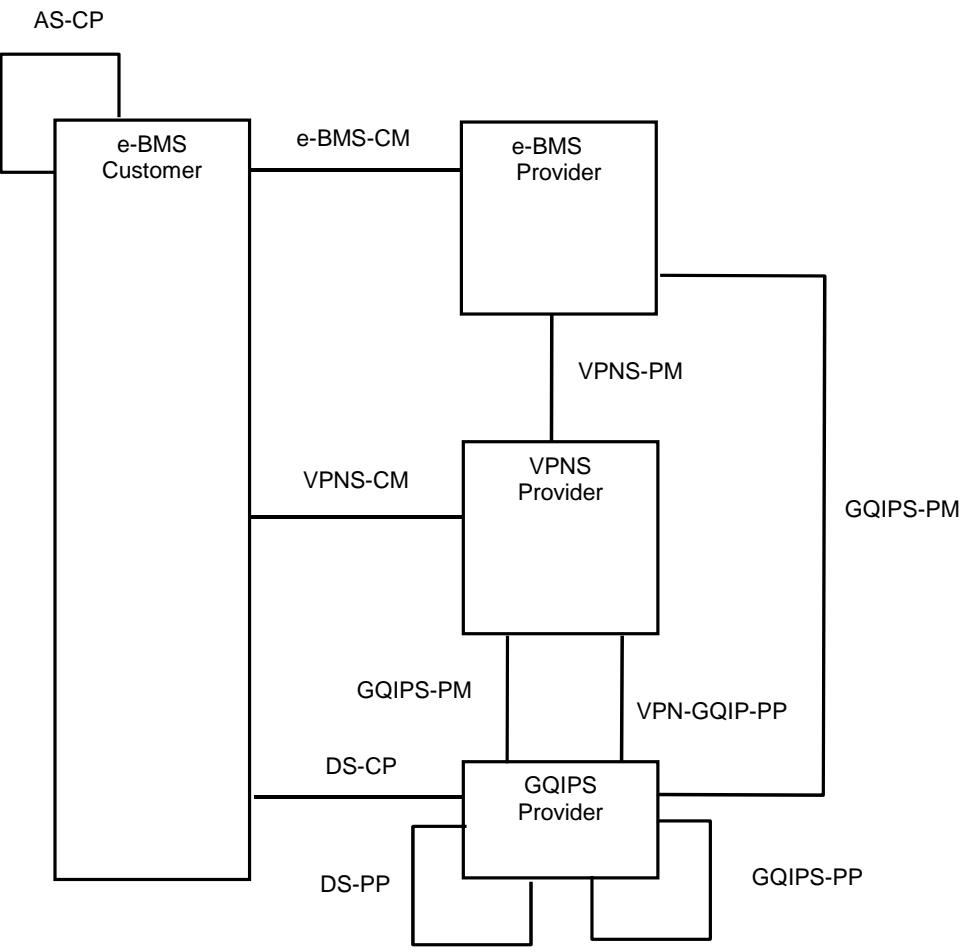 AS-CP
e-BMS
Customer
e-BMS-CM
e-BMS
Provider
VPNS-PM
VPNS-CM
VPNS
Provider
GQIPS-PM
GQIPS-PM
VPN-GQIP-PP
DS-CP
GQIPS
Provider
DS-PP
GQIPS-PP